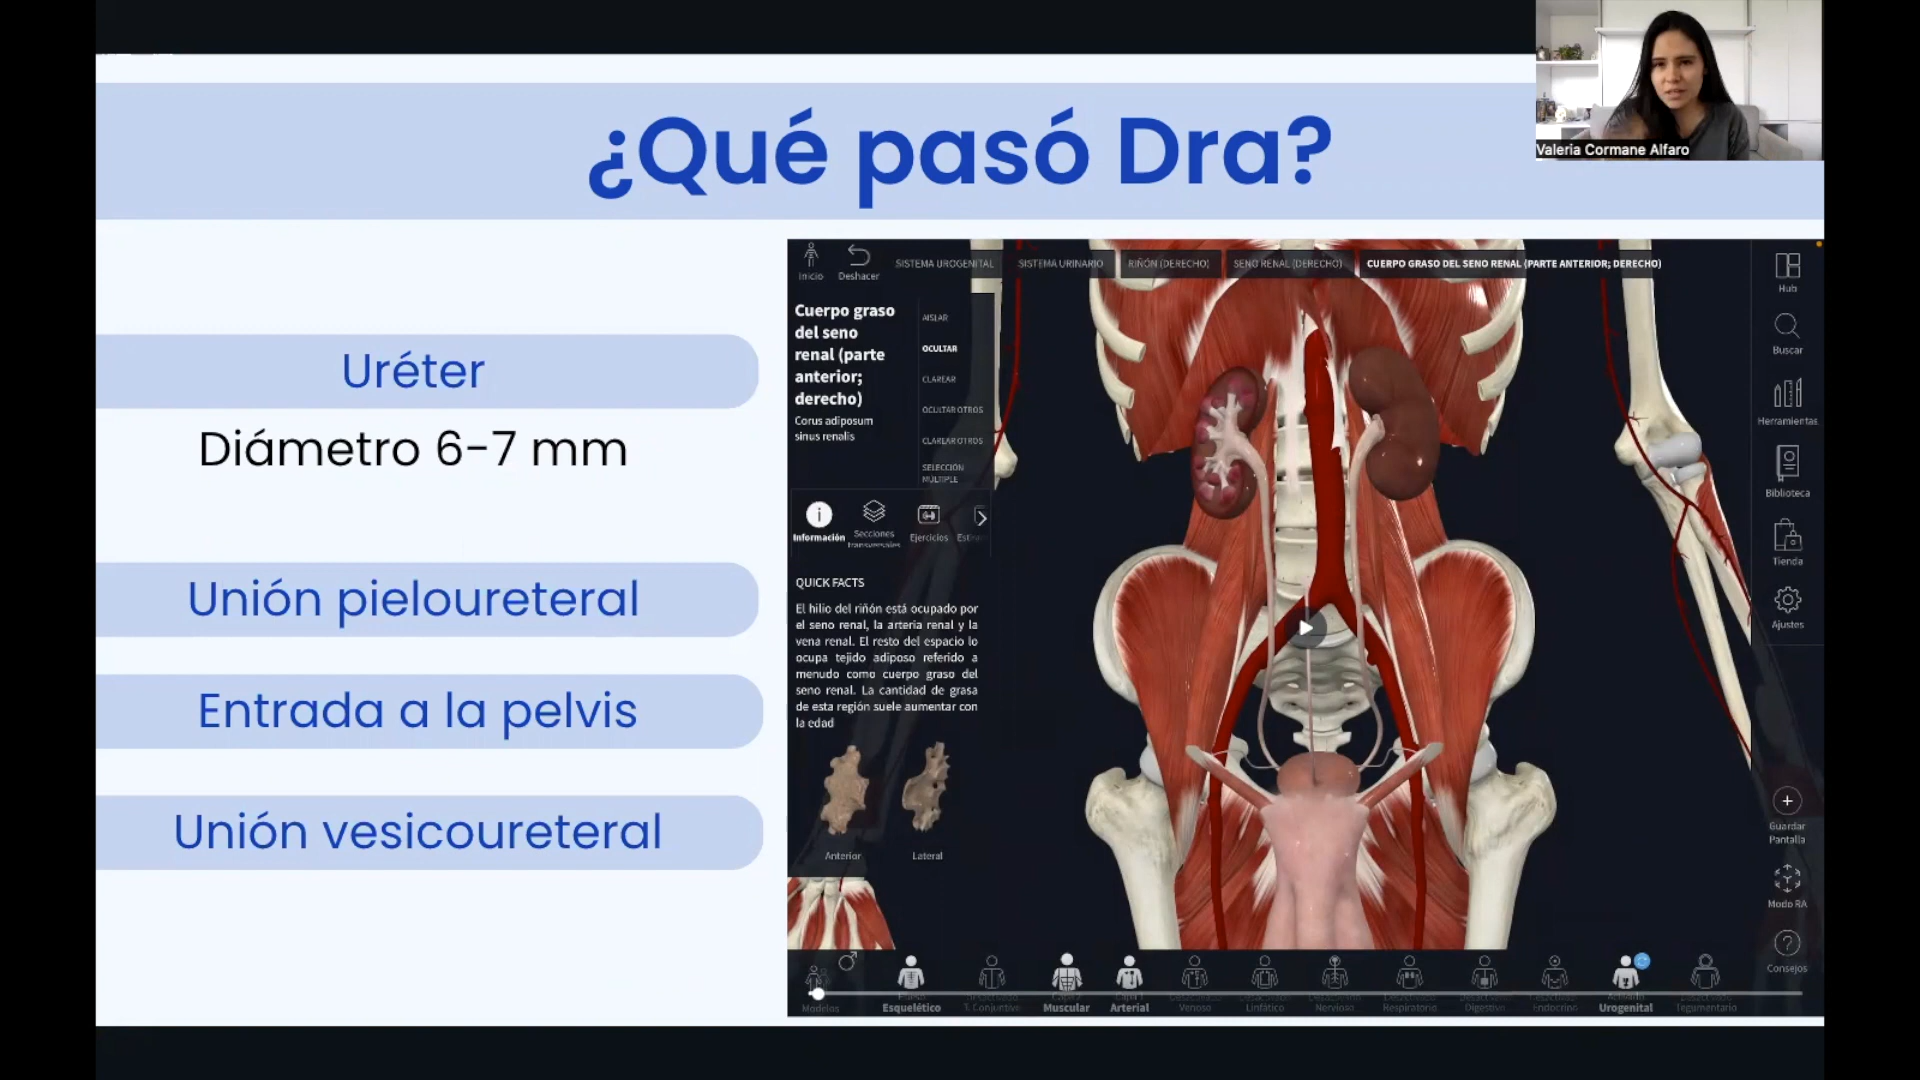 ¿Qué pasó Dra?
Valeria Cormane Alfaro
Uréter
Diámetro 6-7 mm
Unión pieloureteral
Entrada a la pelvis
Unión vesicoureteral
Inicio
Deshacer
SISTEMA UROGENITAL
SISTEMA URINARIO
RIÑÓN (DERECHO)
SENO RENAL (DERECHO)
CUERPO GRASO DEL SENO RENAL (PARTE ANTERIOR; DERECHO)
Cuerpo graso
del seno
renal (parte
anterior;
derecho)
Corus adiposum
sinus renalis
AISLAR
OCULTAR
CLAREAR
OCULTAR OTROS
CLAREAR OTROS
SELECCIÓN
MÚLTIPLE
Información
Secciones
transversales
Ejercicios
QUICK FACTS
El hilio del riñón está ocupado por
el seno renal, la arteria renal y la
vena renal. El resto del espacio lo
ocupa tejido adiposo referido a
menudo como cuerpo graso del
seno renal. La cantidad de grasa
de esta región suele aumentar con
la edad
Anterior
Lateral
Hub
Buscar
Herramientas
Biblioteca
Tienda
Ajustes
Guardar
Pantalla
Modo RA
Consejos
Modelos
Esquelético
T. Conjuntivo
Muscular
Arterial
Venoso
Linfático
Nervioso
Respiratorio
Digestivo
Endocrino
Urogenital
Tegumentario